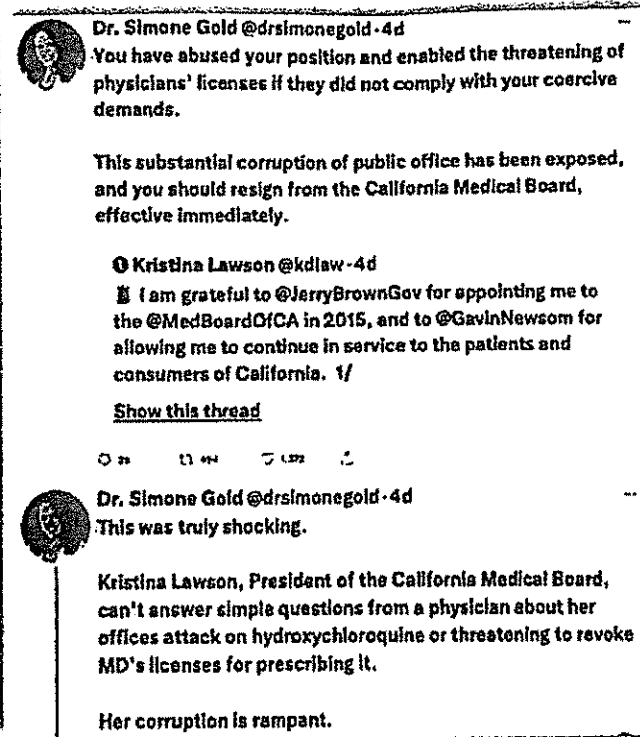 Dr. Simone Gold @drsimonegold · 4d
You have abused your position and enabled the threatening of
physicians' licenses if they did not comply with your coercive
demands.
This substantial corruption of public office has been exposed,
and you should resign from the California Medical Board,
effective immediately.
Kristina Lawson @kdlaw · 4d
I am grateful to @JerryBrownGov for appointing me to
the @MedBoardOfCA in 2015, and to @GavinNewsom for
allowing me to continue in service to the patients and
consumers of California. 1/
Show this thread
Dr. Simone Gold @drsimonegold · 4d
This was truly shocking.
Kristina Lawson, President of the California Medical Board,
can't answer simple questions from a physician about her
offices attack on hydroxychloroquine or threatening to revoke
MD's licenses for prescribing it.
Her corruption is rampant.